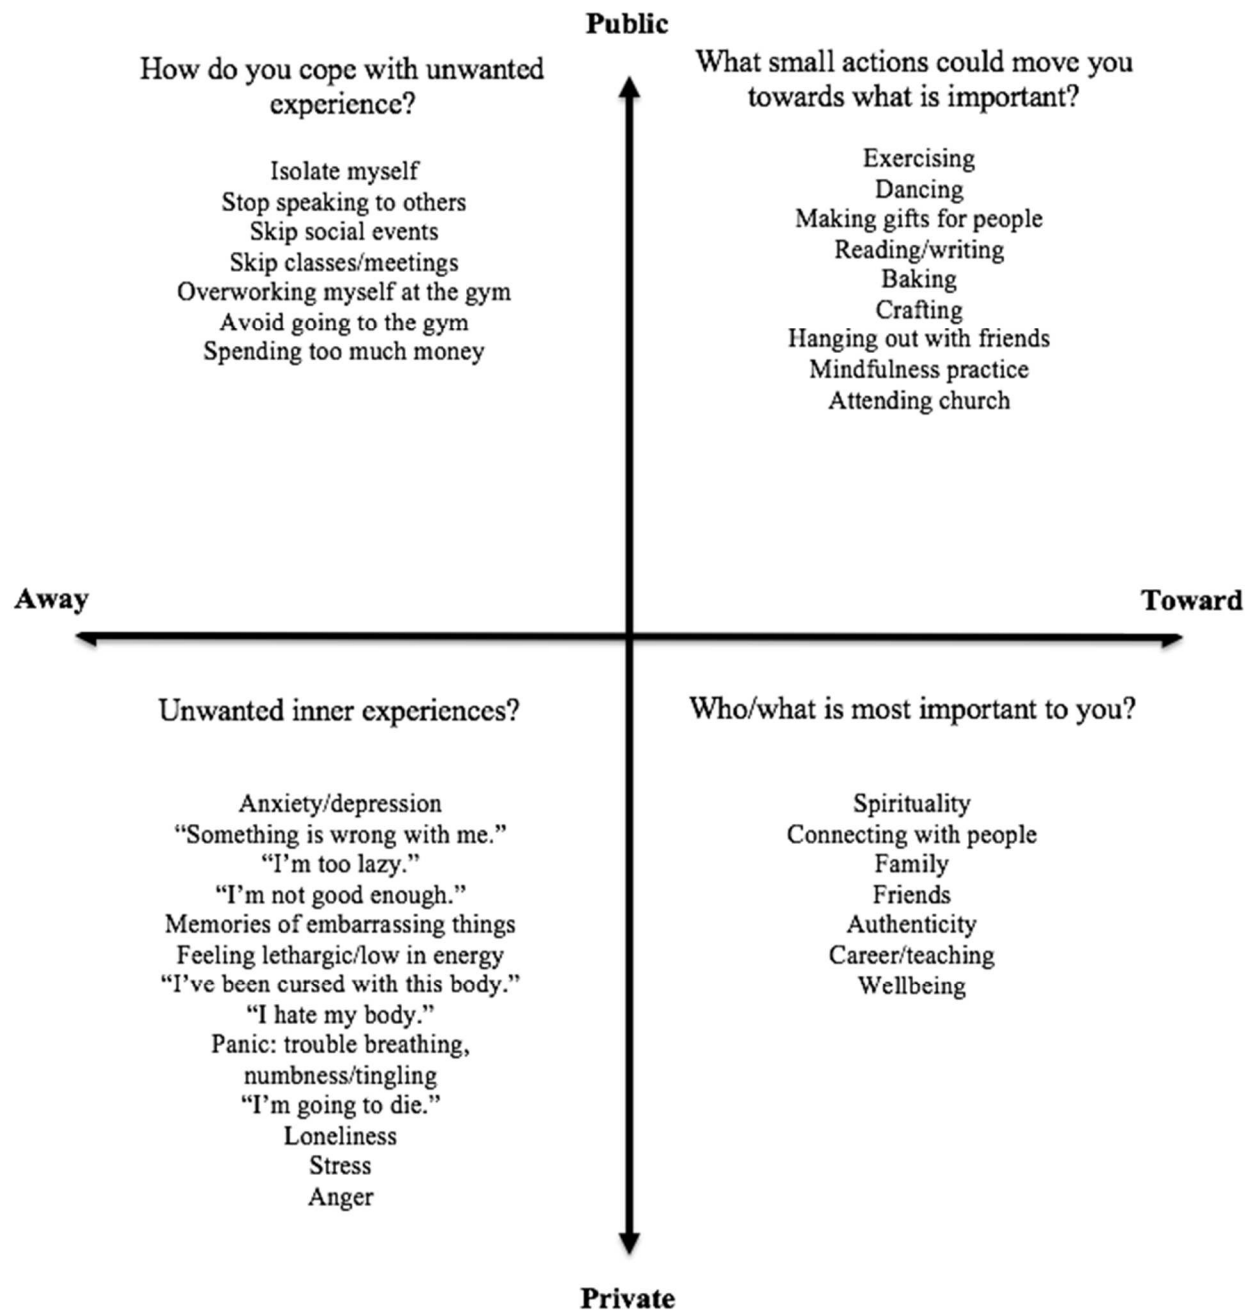 Public
How do you cope with unwanted
experience?
Isolate myself
Stop speaking to others
Skip social events
Skip classes/meetings
Overworking myself at the gym
Avoid going to the gym
Spending too much money
What small actions could move you
towards what is important?
Exercising
Dancing
Making gifts for people
Reading/writing
Baking
Crafting
Hanging out with friends
Mindfulness practice
Attending church
Away
Toward
Unwanted inner experiences?
Anxiety/depression
“Something is wrong with me.”
“I’m too lazy.”
“I’m not good enough.”
Memories of embarrassing things
Feeling lethargic/low in energy
“I’ve been cursed with this body.”
“I hate my body.”
Panic: trouble breathing,
numbness/tingling
“I’m going to die.”
Loneliness
Stress
Anger
Who/what is most important to you?
Spirituality
Connecting with people
Family
Friends
Authenticity
Career/teaching
Wellbeing
Private